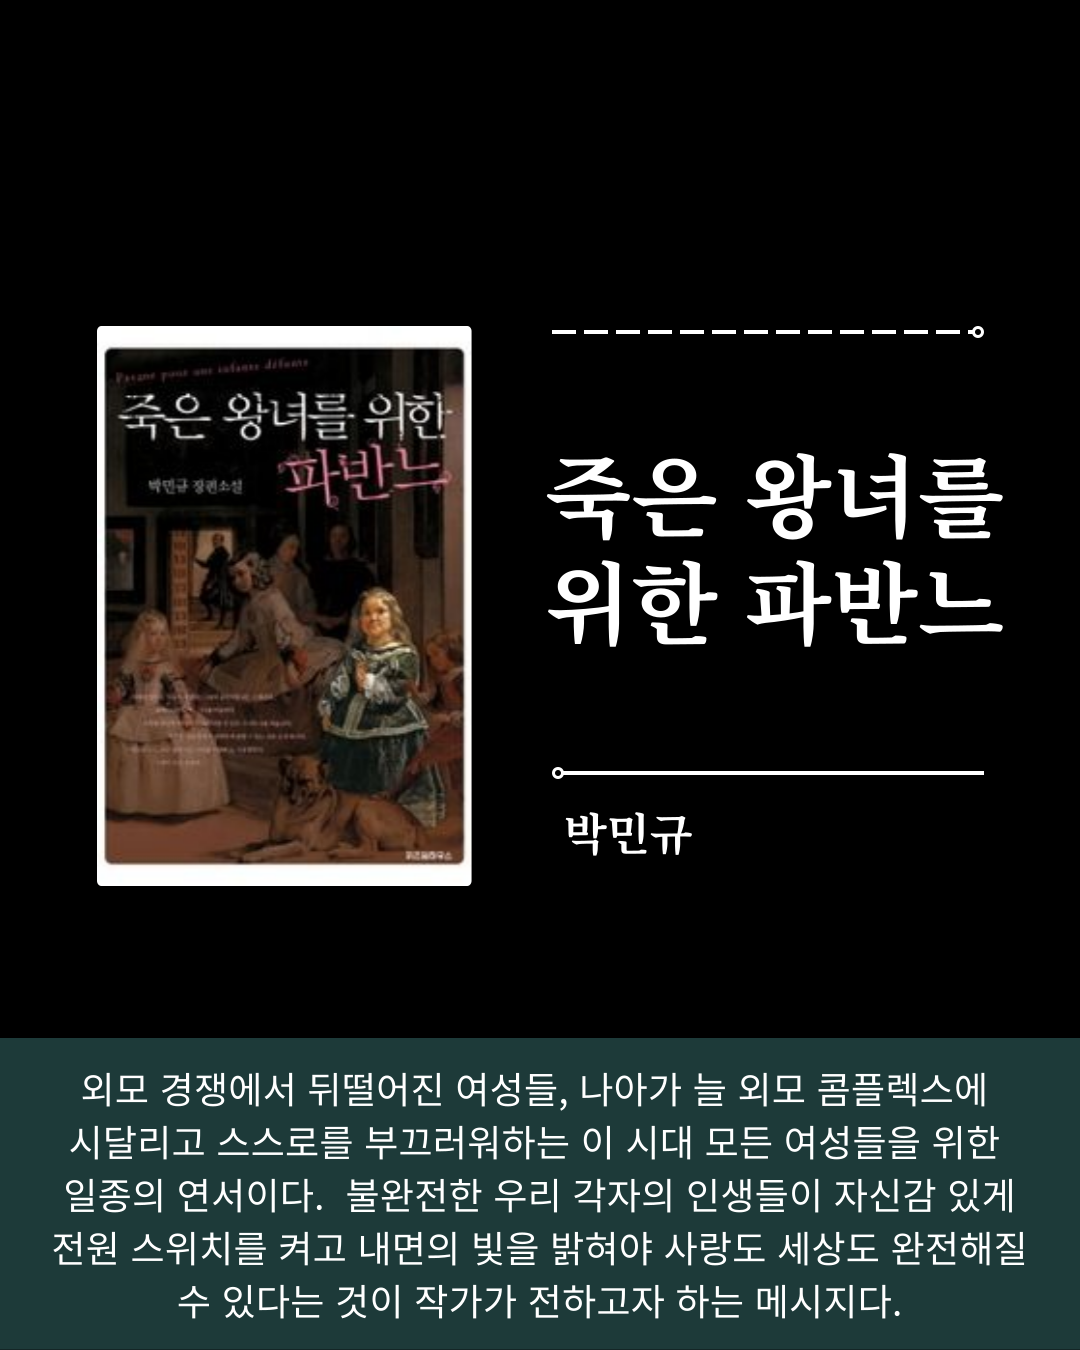 Pavane pour une infante défunte
죽은 왕녀를 위한
파반느
박민규 장편소설
죽은 왕녀를
위한 파반느
박민규
외모 경쟁에서 뒤떨어진 여성들, 나아가 늘 외모 콤플렉스에
시달리고 스스로를 부끄러워하는 이 시대 모든 여성들을 위한
일종의 연서이다. 불완전한 우리 각자의 인생들이 자신감 있게
전원 스위치를 켜고 내면의 빛을 밝혀야 사랑도 세상도 완전해질
수 있다는 것이 작가가 전하고자 하는 메시지다.